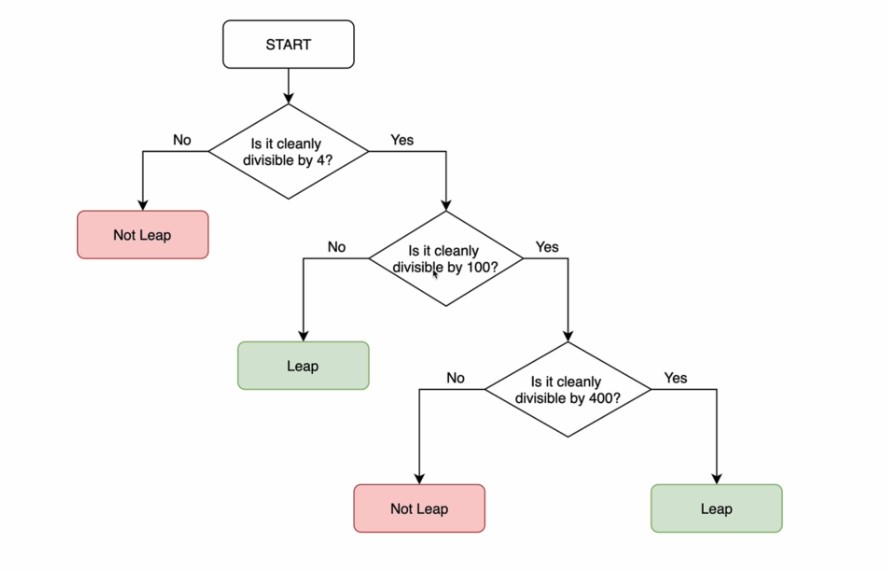 START
No
Is it cleanly
divisible by 4?
Yes
Not Leap
No
Is it cleanly
divisible by 100?
Yes
Leap
No
Is it cleanly
divisible by 400?
Yes
Not Leap
Leap